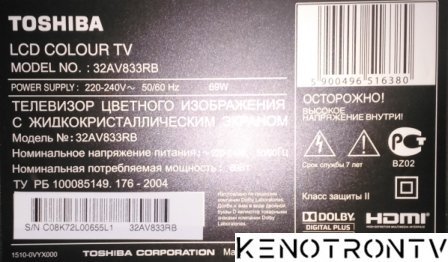 TOSHIBA
LCD COLOUR TV
MODEL NO. : 32AV833RB
POWER SUPPLY : 220-240V~ 50/60 Hz 69W
ТЕЛЕВИЗОР ЦВЕТНОГО ИЗОБРАЖЕНИЯ
С ЖИДКОКРИСТАЛЛИЧЕСКИМ ЭКРАНОМ
Модель №: 32AV833RB
Номинальное напряжение питания:
Номинальная потребляемая мощность:
ТУ РБ 100085149. 176 - 2004
S/N C08K72L00655L1 32AV833RB
1510-0VYX000
TOSHIBA CORPORATION
5 900496 516380
ОСТОРОЖНО!
ВЫСОКОЕ
НАПРЯЖЕНИЕ ВНУТРИ!
Срок службы 7 лет
BZ02
Класс защиты II
DOLBY
DIGITAL PLUS
HDMI
KENOTRONTV